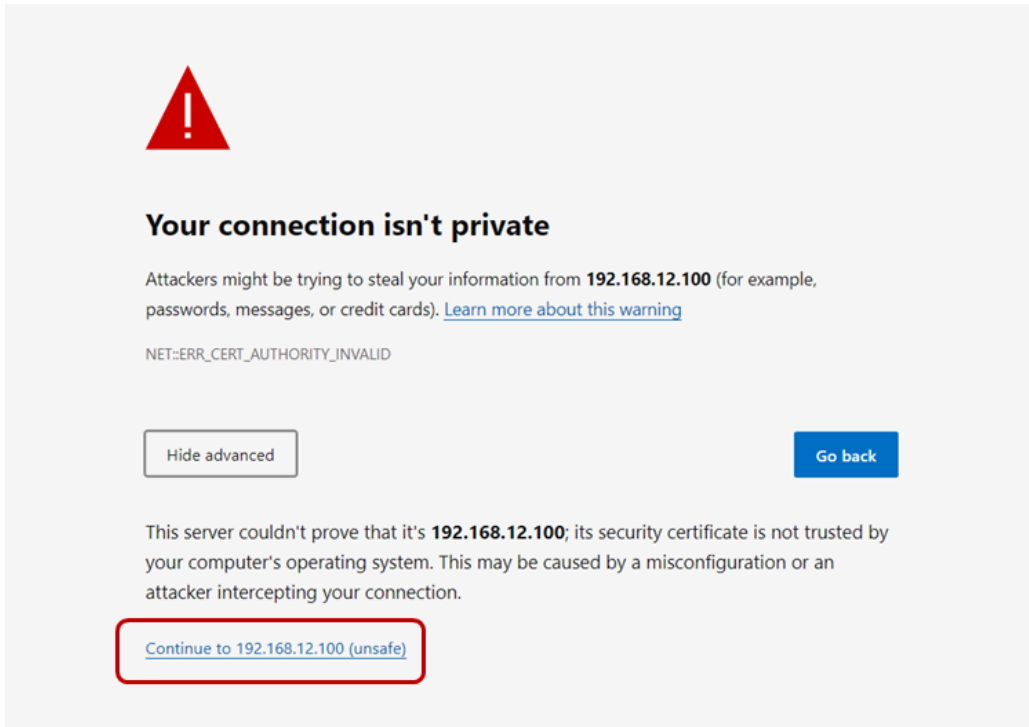 !
Your connection isn't private
Attackers might be trying to steal your information from 192.168.12.100 (for example,
passwords, messages, or credit cards). Learn more about this warning
NET::ERR_CERT_AUTHORITY_INVALID
Hide advanced
Go back
This server couldn't prove that it's 192.168.12.100; its security certificate is not trusted by
your computer's operating system. This may be caused by a misconfiguration or an
attacker intercepting your connection.
Continue to 192.168.12.100 (unsafe)